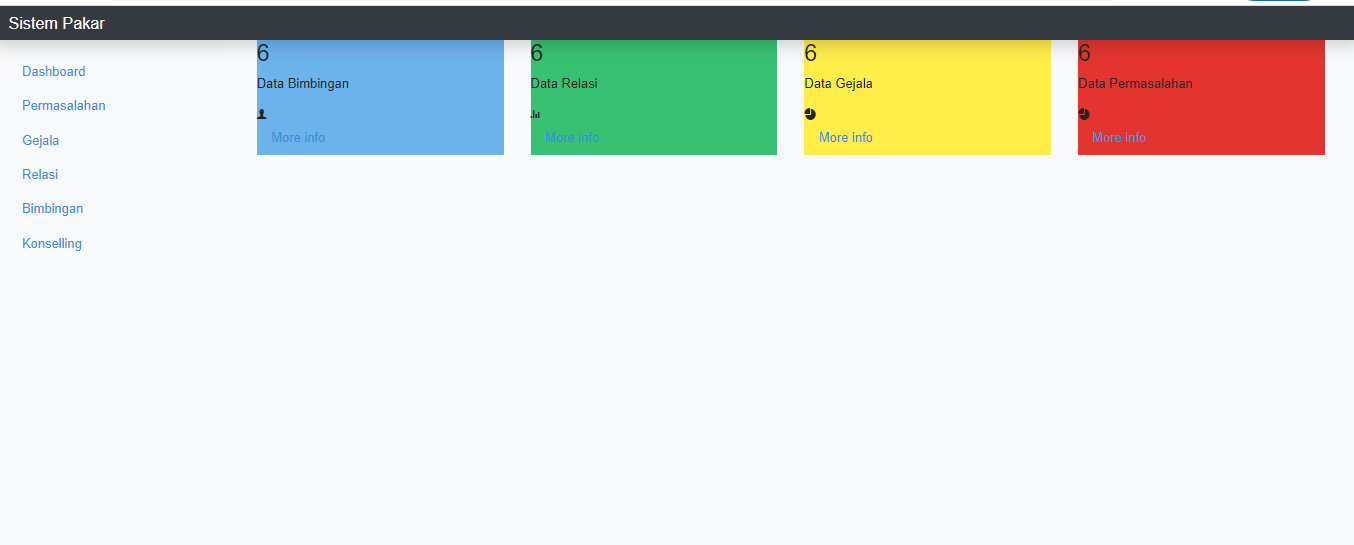 Sistem Pakar
Dashboard
Permasalahan
Gejala
Relasi
Bimbingan
Konselling
6
Data Bimbingan
More info
6
Data Relasi
More info
6
Data Gejala
More info
6
Data Permasalahan
More info